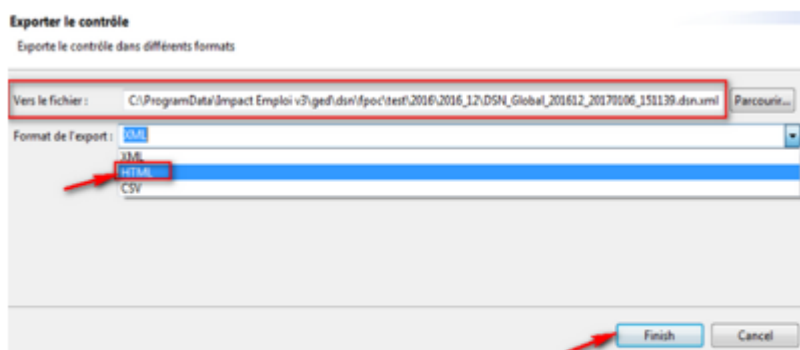 Exporter le contrôle
Exporte le contrôle dans différents formats
Vers le fichier : C:\ProgramData\Impact Emploi v3\ged\dsn\fpoc\test\2016\2016_12\DSN_Global_201612_20170106_151139.dsn.xml Parcourir...
Format de l'export : XML
XML
HTML
CSV
Finish Cancel